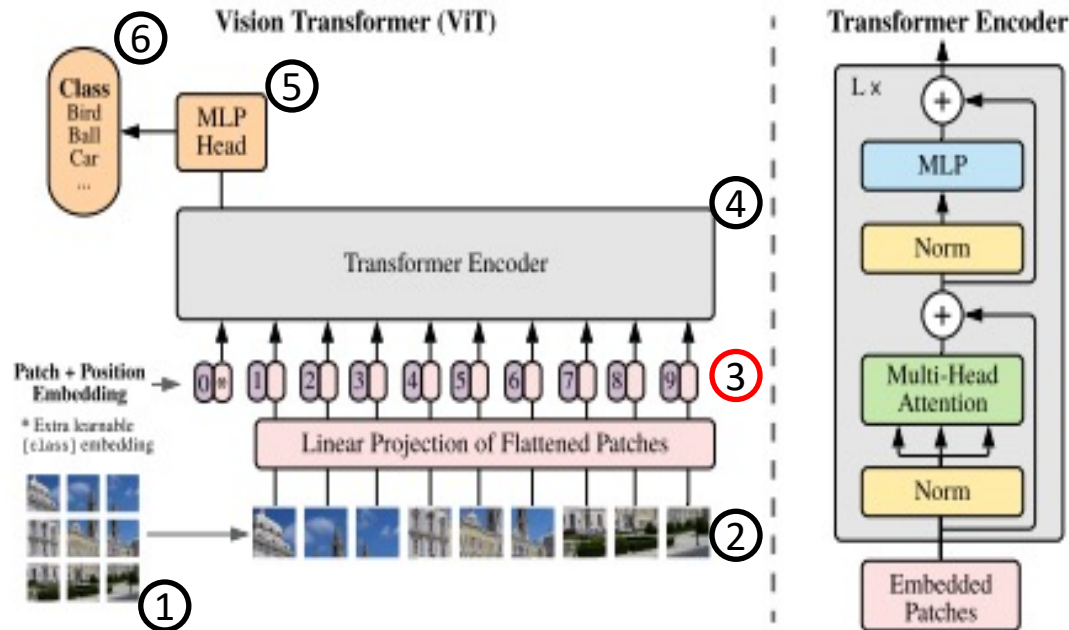 Vision Transformer (ViT)
6
Class
Bird
Ball
Car
...
5
MLP
Head
4
Transformer Encoder
Patch + Position
Embedding
0 * 1 2 3 4 5 6 7 8 9
3
* Extra learnable
[class] embedding
Linear Projection of Flattened Patches
2
1
Transformer Encoder
L ×
+
MLP
Norm
+
Multi-Head
Attention
Norm
Embedded
Patches